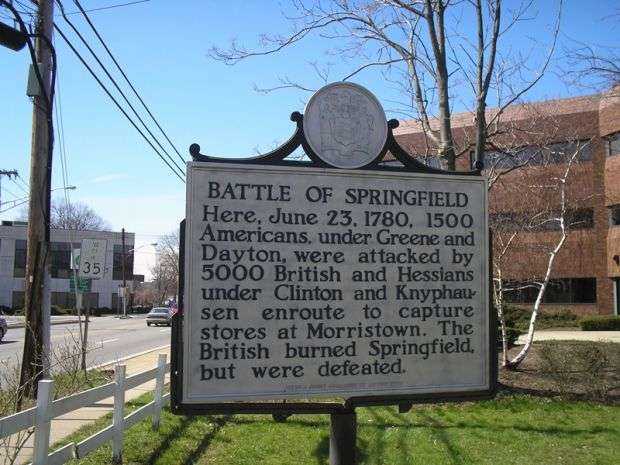 BATTLE OF SPRINGFIELD
Here, June 23, 1780, 1500
Americans, under Greene and
Dayton, were attacked by
5000 British and Hessians
under Clinton and Knyphau-
sen enroute to capture
stores at Morristown. The
British burned Springfield,
but were defeated.
35